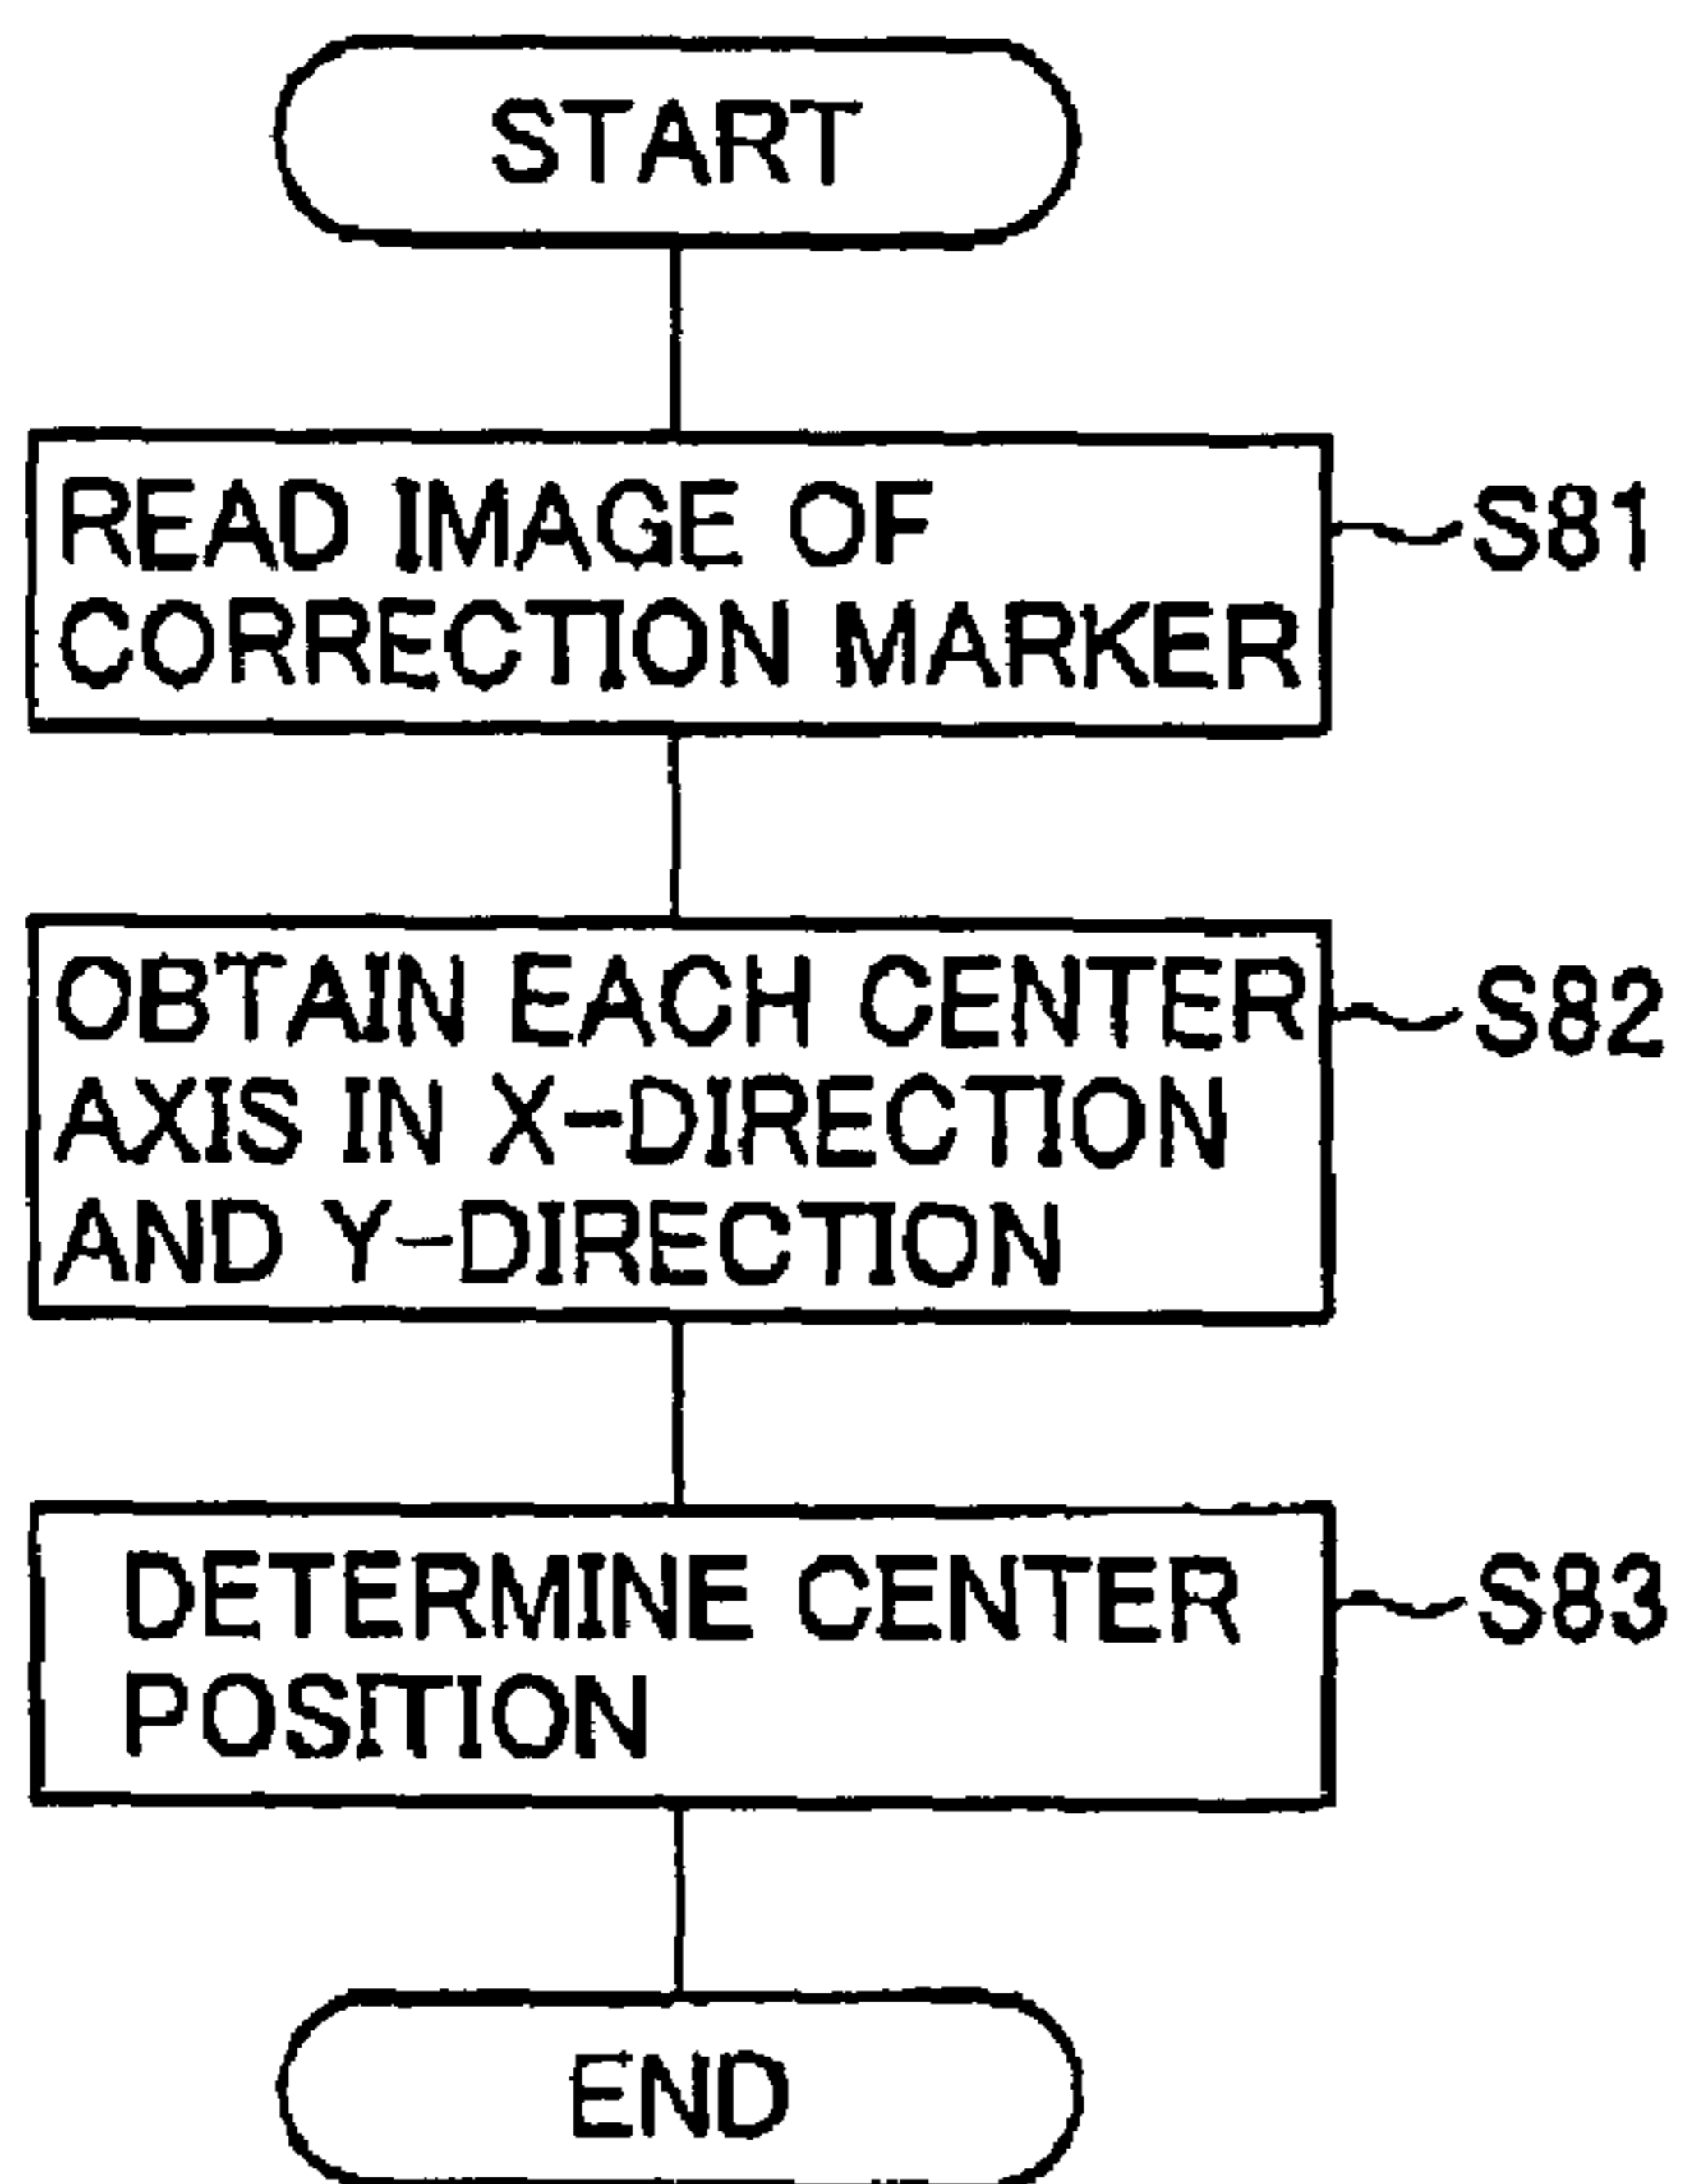 START
READ IMAGE OF
CORRECTION MARKER
S81
OBTAIN EACH CENTER
AXIS IN X-DIRECTION
AND Y-DIRECTION
S82
DETERMINE CENTER
POSITION
S83
END